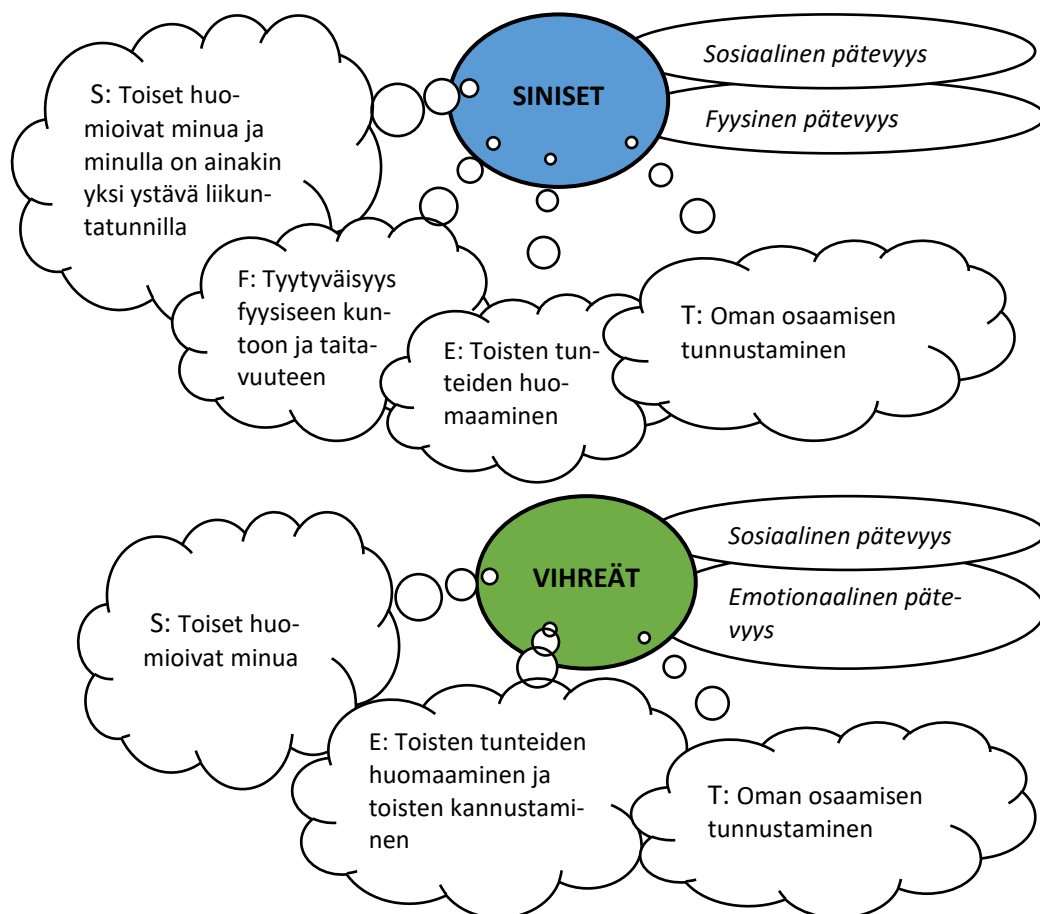 SINISET
Sosiaalinen pätevyys
Fyysinen pätevyys
S: Toiset huo-
mioivat minua ja
minulla on ainakin
yksi ystävä liikun-
tatunnilla
F: Tyytyväisyys
fyysiseen kun-
toon ja taita-
vuuteen
E: Toisten tun-
teiden huo-
maaminen
T: Oman osaamisen
tunnustaminen
VIHREÄT
Sosiaalinen pätevyys
Emotionaalinen päte-
vyys
S: Toiset huo-
mioivat minua
E: Toisten tunteiden
huomaaminen ja
toisten kannustami-
nen
T: Oman osaamisen
tunnustaminen